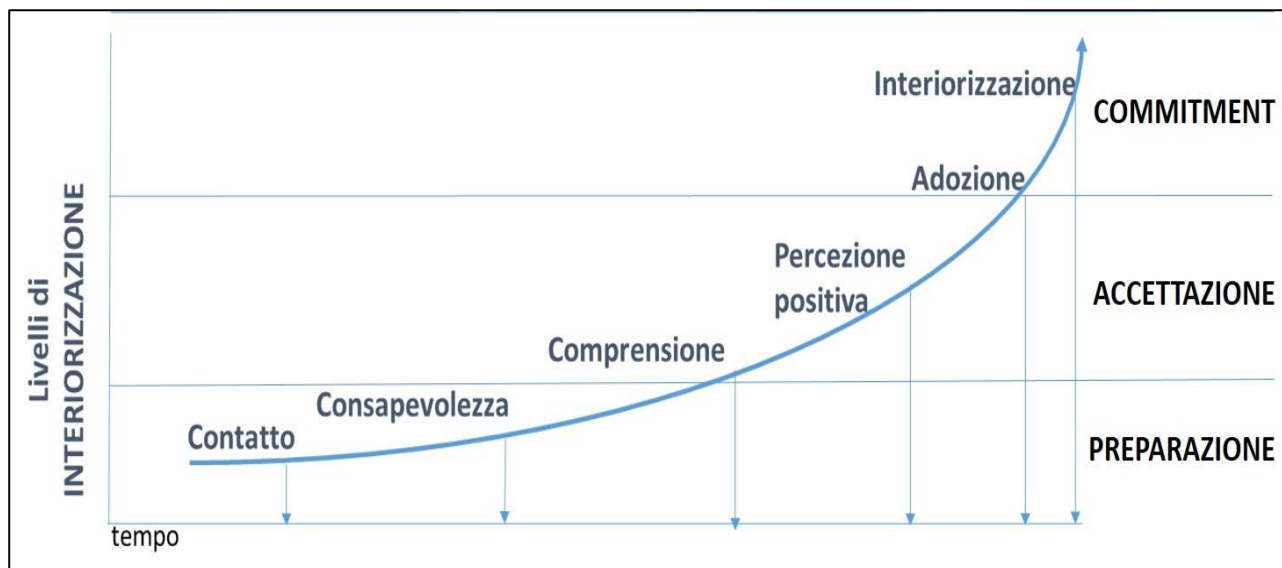 Interiorizzazione
COMMITMENT
Adozione
Percezione
positiva
ACCETTAZIONE
Comprensione
Consapevolezza
Contatto
PREPARAZIONE
Livelli di
INTERIORIZZAZIONE
tempo